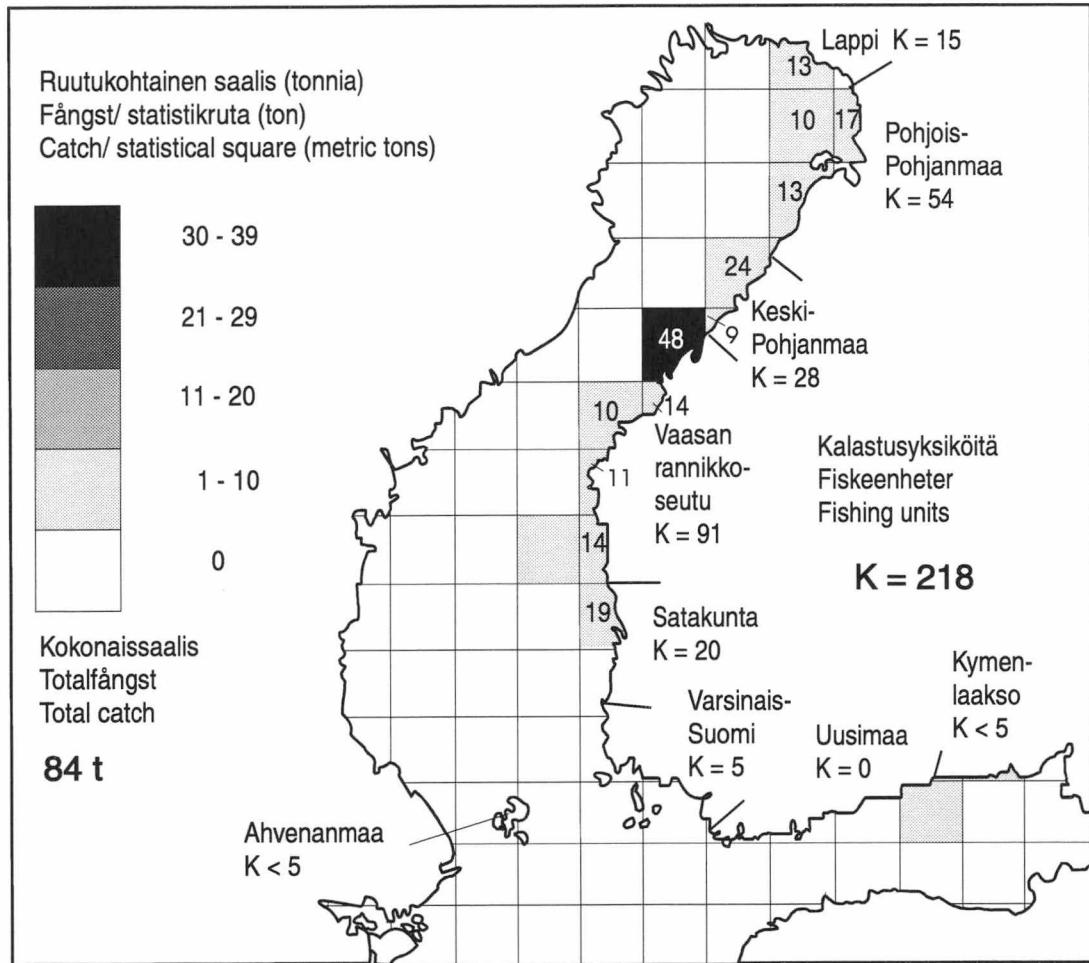 Ruutukohtainen saalis (tonnia)
Fångst/ statistikruta (ton)
Catch/ statistical square (metric tons)
30 - 39
21 - 29
11 - 20
1 - 10
0
Kokonaissaalis
Totalfångst
Total catch
84 t
Lappi K = 15
13
10
17
Pohjois-
Pohjanmaa
K = 54
13
24
9
Keski-
Pohjanmaa
K = 28
48
10
14
Vaasan
rannikko-
seutu
K = 91
11
14
19
Kalastusyksiköitä
Fiskeenheter
Fishing units
K = 218
Satakunta
K = 20
Varsinais-
Suomi
K = 5
Uusimaa
K = 0
Kymen-
laakso
K < 5
Ahvenanmaa
K < 5